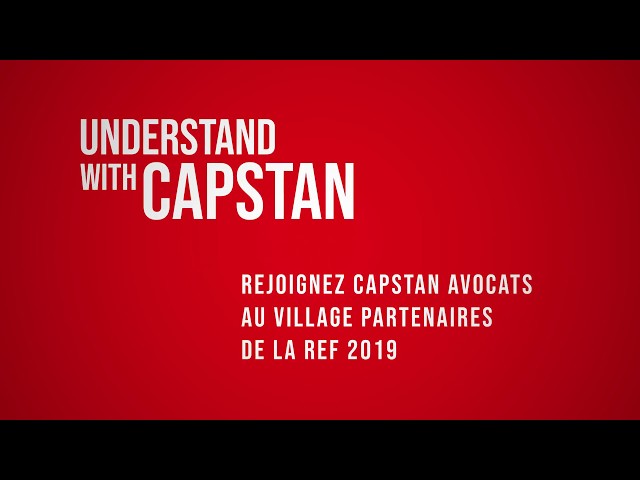 UNDERSTAND
WITH CAPSTAN
REJOIGNEZ CAPSTAN AVOCATS
AU VILLAGE PARTENAIRES
DE LA REF 2019